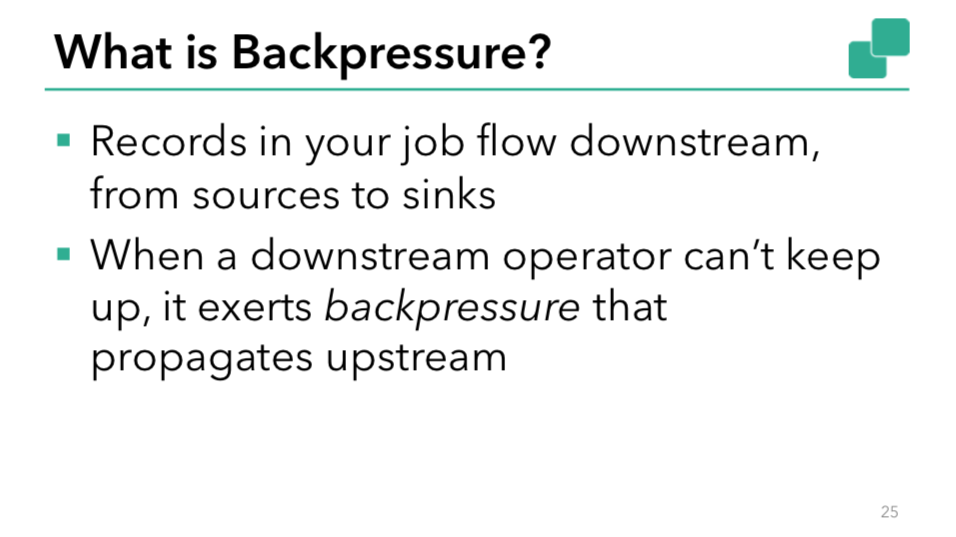 What is Backpressure?
Records in your job flow downstream,
from sources to sinks
When a downstream operator can’t keep
up, it exerts backpressure that
propagates upstream
25